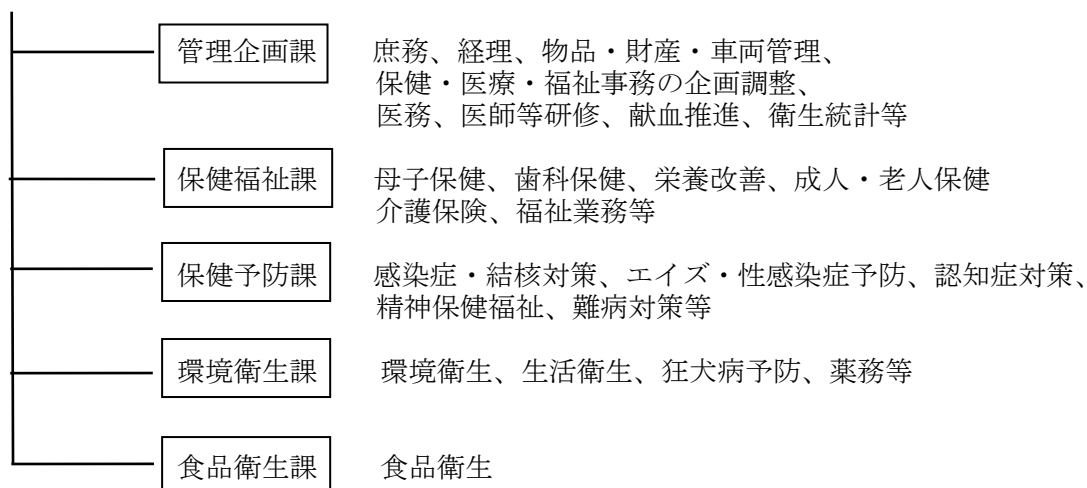 管理企画課 庶務、経理、物品・財産・車両管理、
保健・医療・福祉事務の企画調整、
医務、医師等研修、献血推進、衛生統計等
保健福祉課 母子保健、歯科保健、栄養改善、成人・老人保健
介護保険、福祉業務等
保健予防課 感染症・結核対策、エイズ・性感染症予防、認知症対策、
精神保健福祉、難病対策等
環境衛生課 環境衛生、生活衛生、狂犬病予防、薬務等
食品衛生課 食品衛生